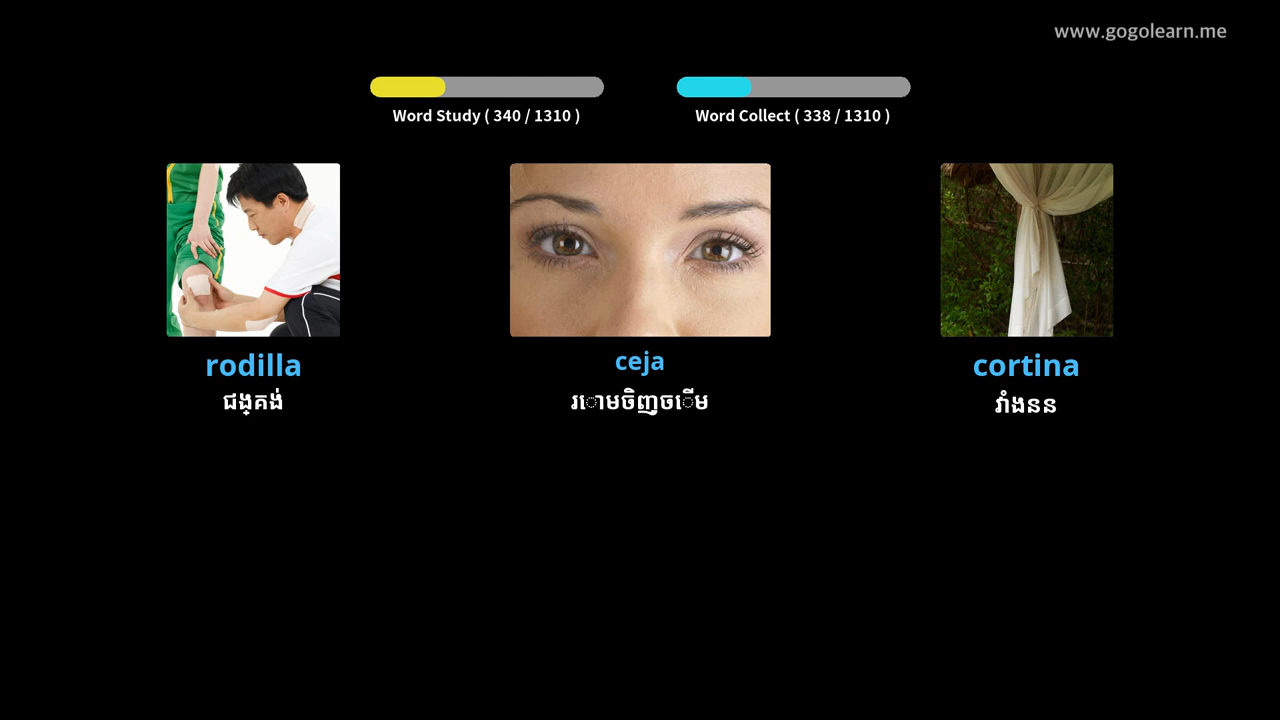 www.gogolearn.me
Word Study ( 340 / 1310 )
Word Collect ( 338 / 1310 )
rodilla
ជង្គង់
ceja
រោមចិញ្ចើម
cortina
វាំងនន